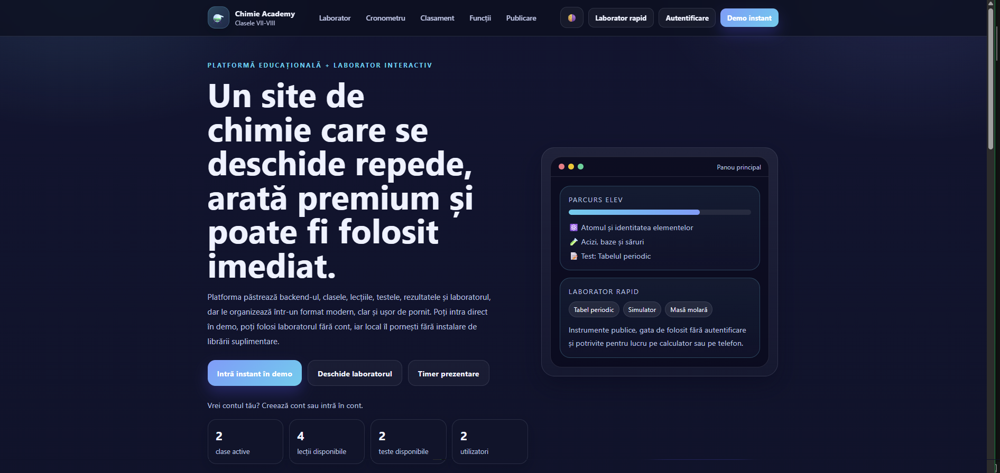 Chimie Academy
Clasele VII-VIII
Laborator
Cronometru
Clasament
Funcții
Publicare
Laborator rapid
Autentificare
Demo instant
PLATFORMĂ EDUCAȚIONALĂ + LABORATOR INTERACTIV
Un site de
chimie care se
deschide repede,
arată premium și
poate fi folosit
imediat.
Platforma păstrează backend-ul, clasele, lecțiile, testele, rezultatele și laboratorul,
dar le organizează într-un format modern, clar și ușor de pornit. Poți intra direct
în demo, poți folosi laboratorul fără cont, iar local îl pornești fără instalare de
librării suplimentare.
Intră instant în demo
Deschide laboratorul
Timer prezentare
Vrei contul tău? Creează cont sau intră în cont.
2
clase active
4
lecții disponibile
2
teste disponibile
2
utilizatori
Panou principal
PARCURS ELEV
Atomul și identitatea elementelor
Acizi, baze și săruri
Test: Tabelul periodic
LABORATOR RAPID
Tabel periodic
Simulator
Masă molară
Instrumente publice, gata de folosit fără autentificare
și potrivite pentru lucru pe calculator sau pe telefon.